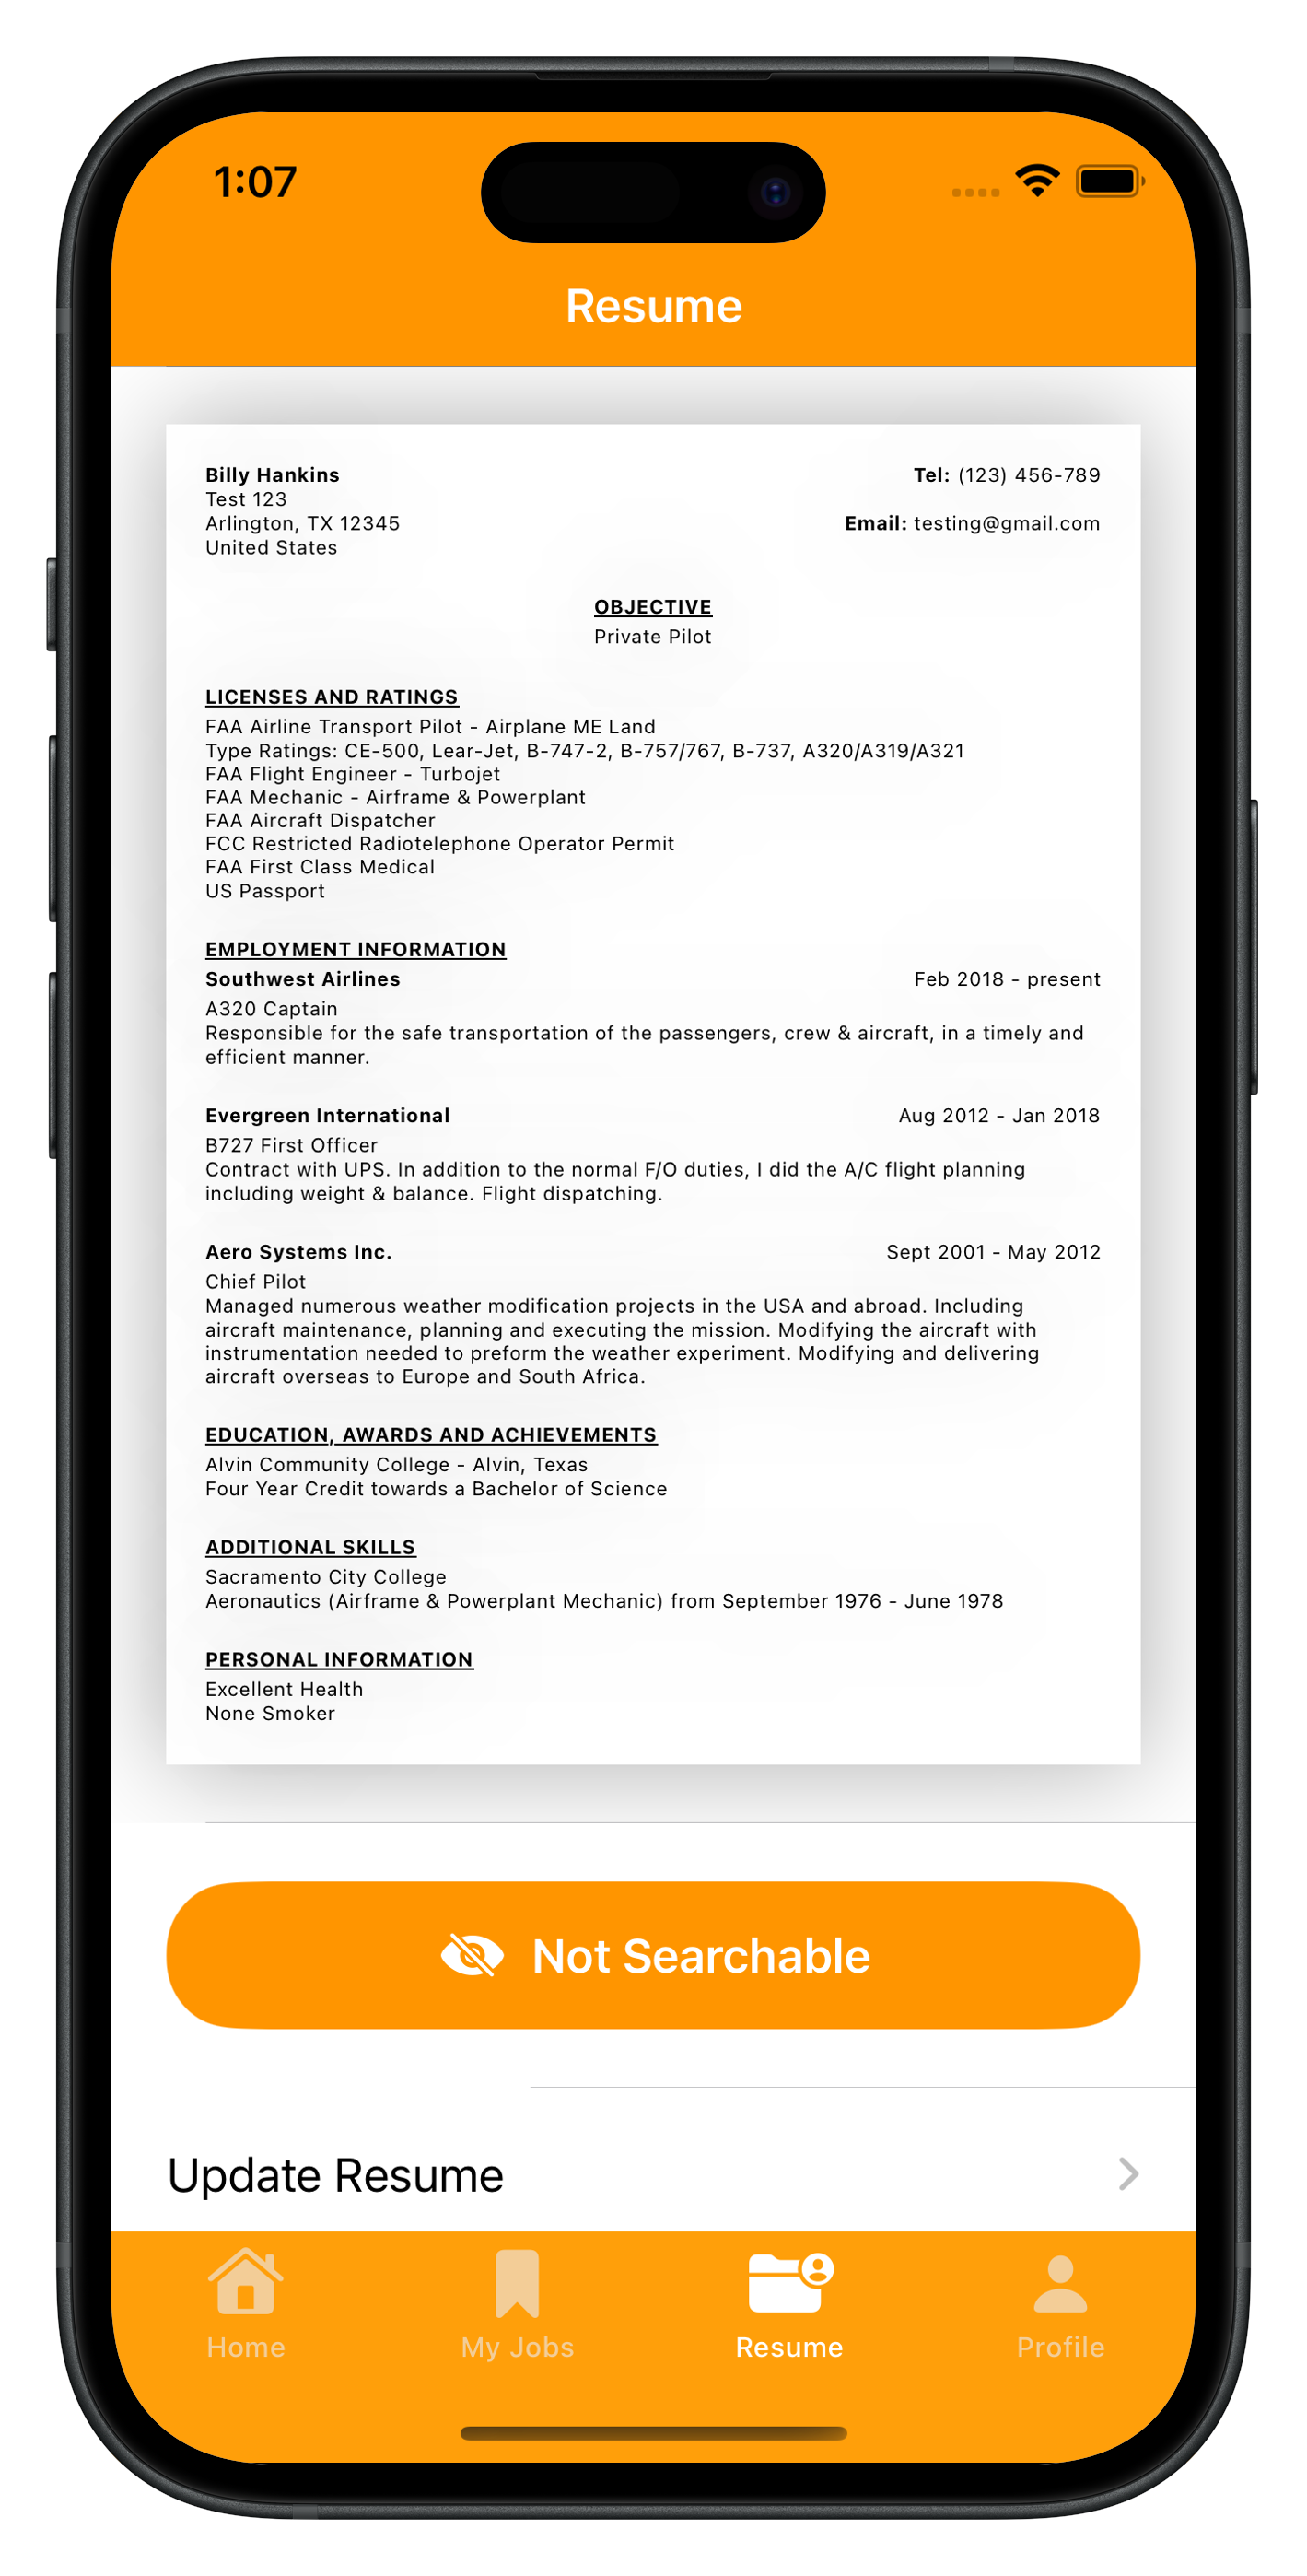 1:07
Resume
Billy Hankins
Tel: (123) 456-789
Test 123
Arlington, TX 12345
Email: testing@gmail.com
United States
OBJECTIVE
Private Pilot
LICENSES AND RATINGS
FAA Airline Transport Pilot - Airplane ME Land
Type Ratings: CE-500, Lear-Jet, B-747-2, B-757/767, B-737, A320/A319/A321
FAA Flight Engineer - Turbojet
FAA Mechanic - Airframe & Powerplant
FAA Aircraft Dispatcher
FCC Restricted Radiotelephone Operator Permit
FAA First Class Medical
US Passport
EMPLOYMENT INFORMATION
Southwest Airlines Feb 2018 - present
A320 Captain
Responsible for the safe transportation of the passengers, crew & aircraft, in a timely and
efficient manner.
Evergreen International Aug 2012 - Jan 2018
B727 First Officer
Contract with UPS. In addition to the normal F/O duties, I did the A/C flight planning
including weight & balance. Flight dispatching.
Aero Systems Inc. Sept 2001 - May 2012
Chief Pilot
Managed numerous weather modification projects in the USA and abroad. Including
aircraft maintenance, planning and executing the mission. Modifying the aircraft with
instrumentation needed to preform the weather experiment. Modifying and delivering
aircraft overseas to Europe and South Africa.
EDUCATION, AWARDS AND ACHIEVEMENTS
Alvin Community College - Alvin, Texas
Four Year Credit towards a Bachelor of Science
ADDITIONAL SKILLS
Sacramento City College
Aeronautics (Airframe & Powerplant Mechanic) from September 1976 - June 1978
PERSONAL INFORMATION
Excellent Health
None Smoker
Not Searchable
Update Resume
Home
My Jobs
Resume
Profile